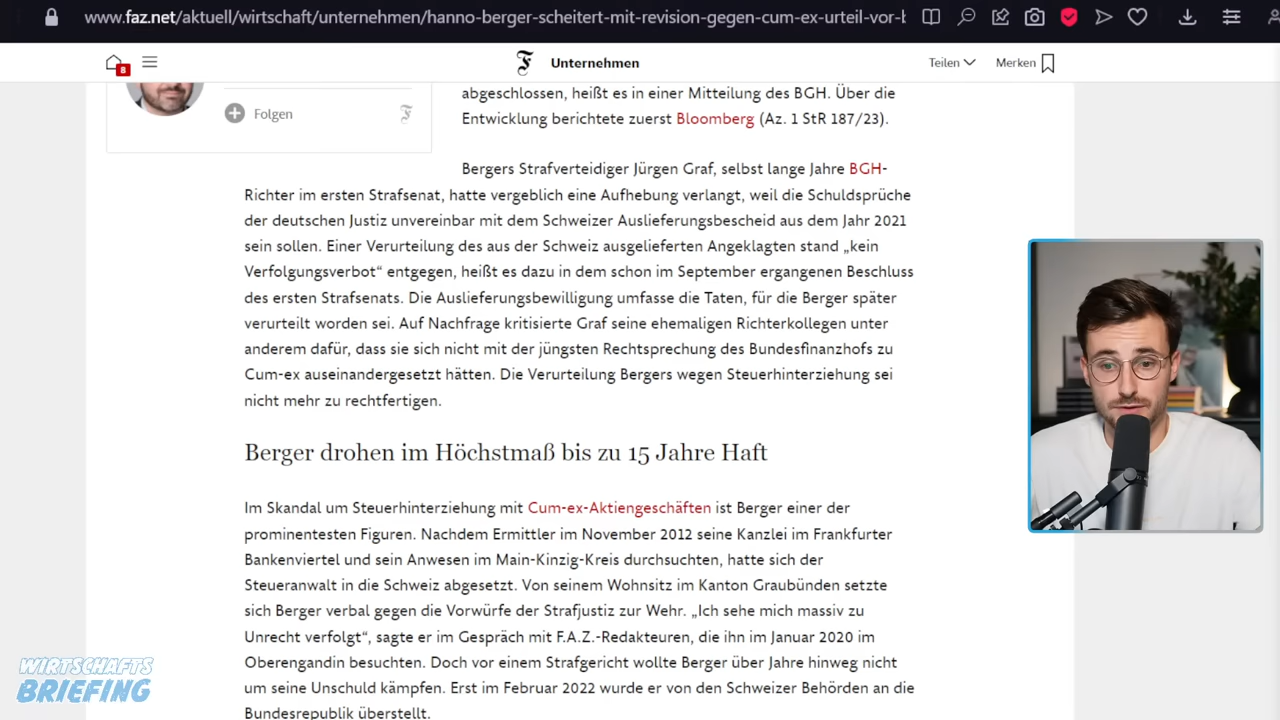 www.faz.net/aktuell/wirtschaft/unternehmen/hanno-berger-scheitert-mit-revision-gegen-cum-ex-urteil-vor-b
8
Unternehmen
Teilen
Merken
Folgen
abgeschlossen, heißt es in einer Mitteilung des BGH. Über die
Entwicklung berichtete zuerst Bloomberg (Az. 1 StR 187/23).
Bergers Strafverteidiger Jürgen Graf, selbst lange Jahre BGH-
Richter im ersten Strafsenat, hatte vergeblich eine Aufhebung verlangt, weil die Schuldsprüche
der deutschen Justiz unvereinbar mit dem Schweizer Auslieferungsbescheid aus dem Jahr 2021
sein sollen. Einer Verurteilung des aus der Schweiz ausgelieferten Angeklagten stand „kein
Verfolgungsverbot“ entgegen, heißt es dazu in dem schon im September ergangenen Beschluss
des ersten Strafsenats. Die Auslieferungsbewilligung umfasse die Taten, für die Berger später
verurteilt worden sei. Auf Nachfrage kritisierte Graf seine ehemaligen Richterkollegen unter
anderem dafür, dass sie sich nicht mit der jüngsten Rechtsprechung des Bundesfinanzhofs zu
Cum-ex auseinandergesetzt hätten. Die Verurteilung Bergers wegen Steuerhinterziehung sei
nicht mehr zu rechtfertigen.
Berger drohen im Höchstmaß bis zu 15 Jahre Haft
Im Skandal um Steuerhinterziehung mit Cum-ex-Aktiengeschäften ist Berger einer der
prominentesten Figuren. Nachdem Ermittler im November 2012 seine Kanzlei im Frankfurter
Bankenviertel und sein Anwesen im Main-Kinzig-Kreis durchsuchten, hatte sich der
Steueranwalt in die Schweiz abgesetzt. Von seinem Wohnsitz im Kanton Graubünden setzte
sich Berger verbal gegen die Vorwürfe der Strafjustiz zur Wehr. „Ich sehe mich massiv zu
Unrecht verfolgt“, sagte er im Gespräch mit F.A.Z.-Redakteuren, die ihn im Januar 2020 im
Oberengandin besuchten. Doch vor einem Strafgericht wollte Berger über Jahre hinweg nicht
um seine Unschuld kämpfen. Erst im Februar 2022 wurde er von den Schweizer Behörden an die
Bundesrepublik überstellt.
WIRTSCHAFTS
BRIEFING